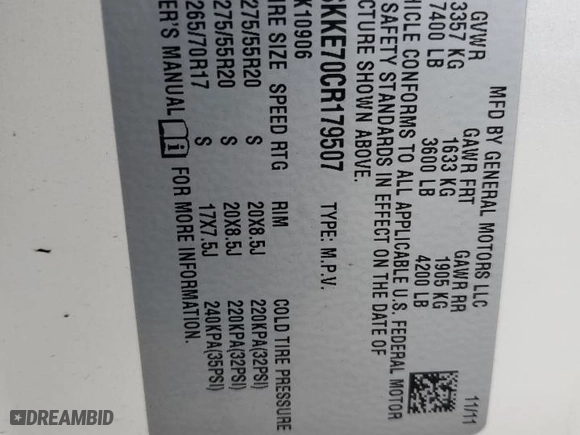 MFD BY GENERAL MOTORS LLC 11/11
GVWR GAWR FRT GAWR RR
3357 KG 1633 KG 1905 KG
7400 LB 3600 LB 4200 LB
HICLE CONFORMS TO ALL APPLICABLE U.S. FEDERAL MOTOR
SAFETY STANDARDS IN EFFECT ON THE DATE OF
CTURE SHOWN ABOVE.
KKE70CR179507 TYPE: M.P.V.
K10906
IRE SIZE SPEED RTG RIM COLD TIRE PRESSURE
275/55R20 S 20X8.5J 220KPA(32PSI)
275/55R20 S 20X8.5J 220KPA(32PSI)
265/70R17 S 17X7.5J 240KPA(35PSI)
ER'S MANUAL FOR MORE INFORMATION.
DREAMBID